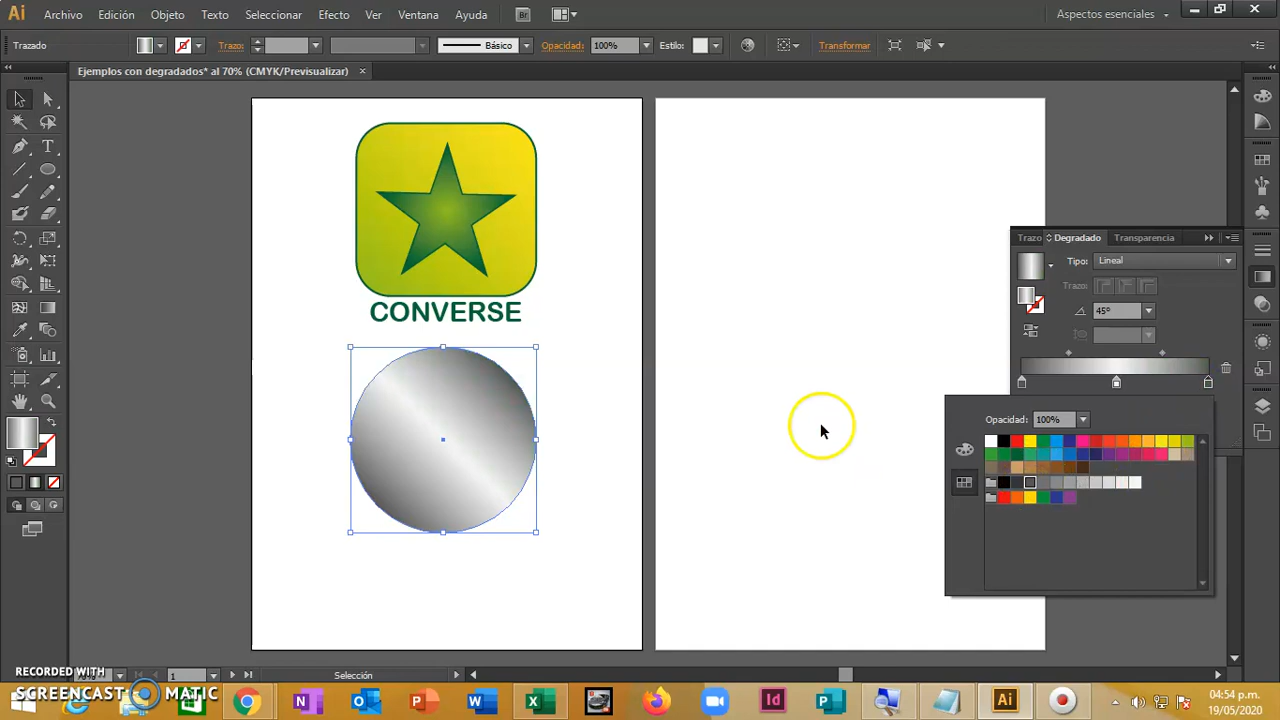 Ai Archivo Edición Objeto Texto Seleccionar Efecto Ver Ventana Ayuda Br Aspectos esenciales
Trazado Trazo: Básico Opacidad: 100% Estilo: Transformar
Ejemplos con degradados* al 70% (CMYK/Previsualizar)
CONVERSE
Trazo Degradado Transparencia
Tipo: Lineal
Trazo:
45°
Opacidad: 100%
1 Selección
RECORDED WITH
SCREENCAST MATIC
04:54 p.m.
19/05/2020